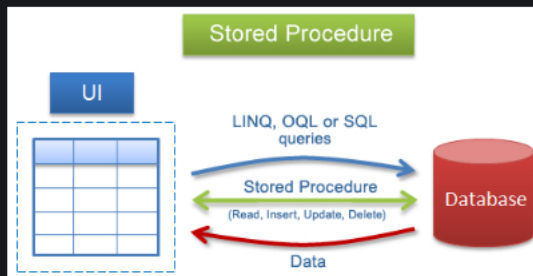 Stored Procedure
UI
LINQ, OQL or SQL
queries
Stored Procedure
(Read, Insert, Update, Delete)
Database
Data